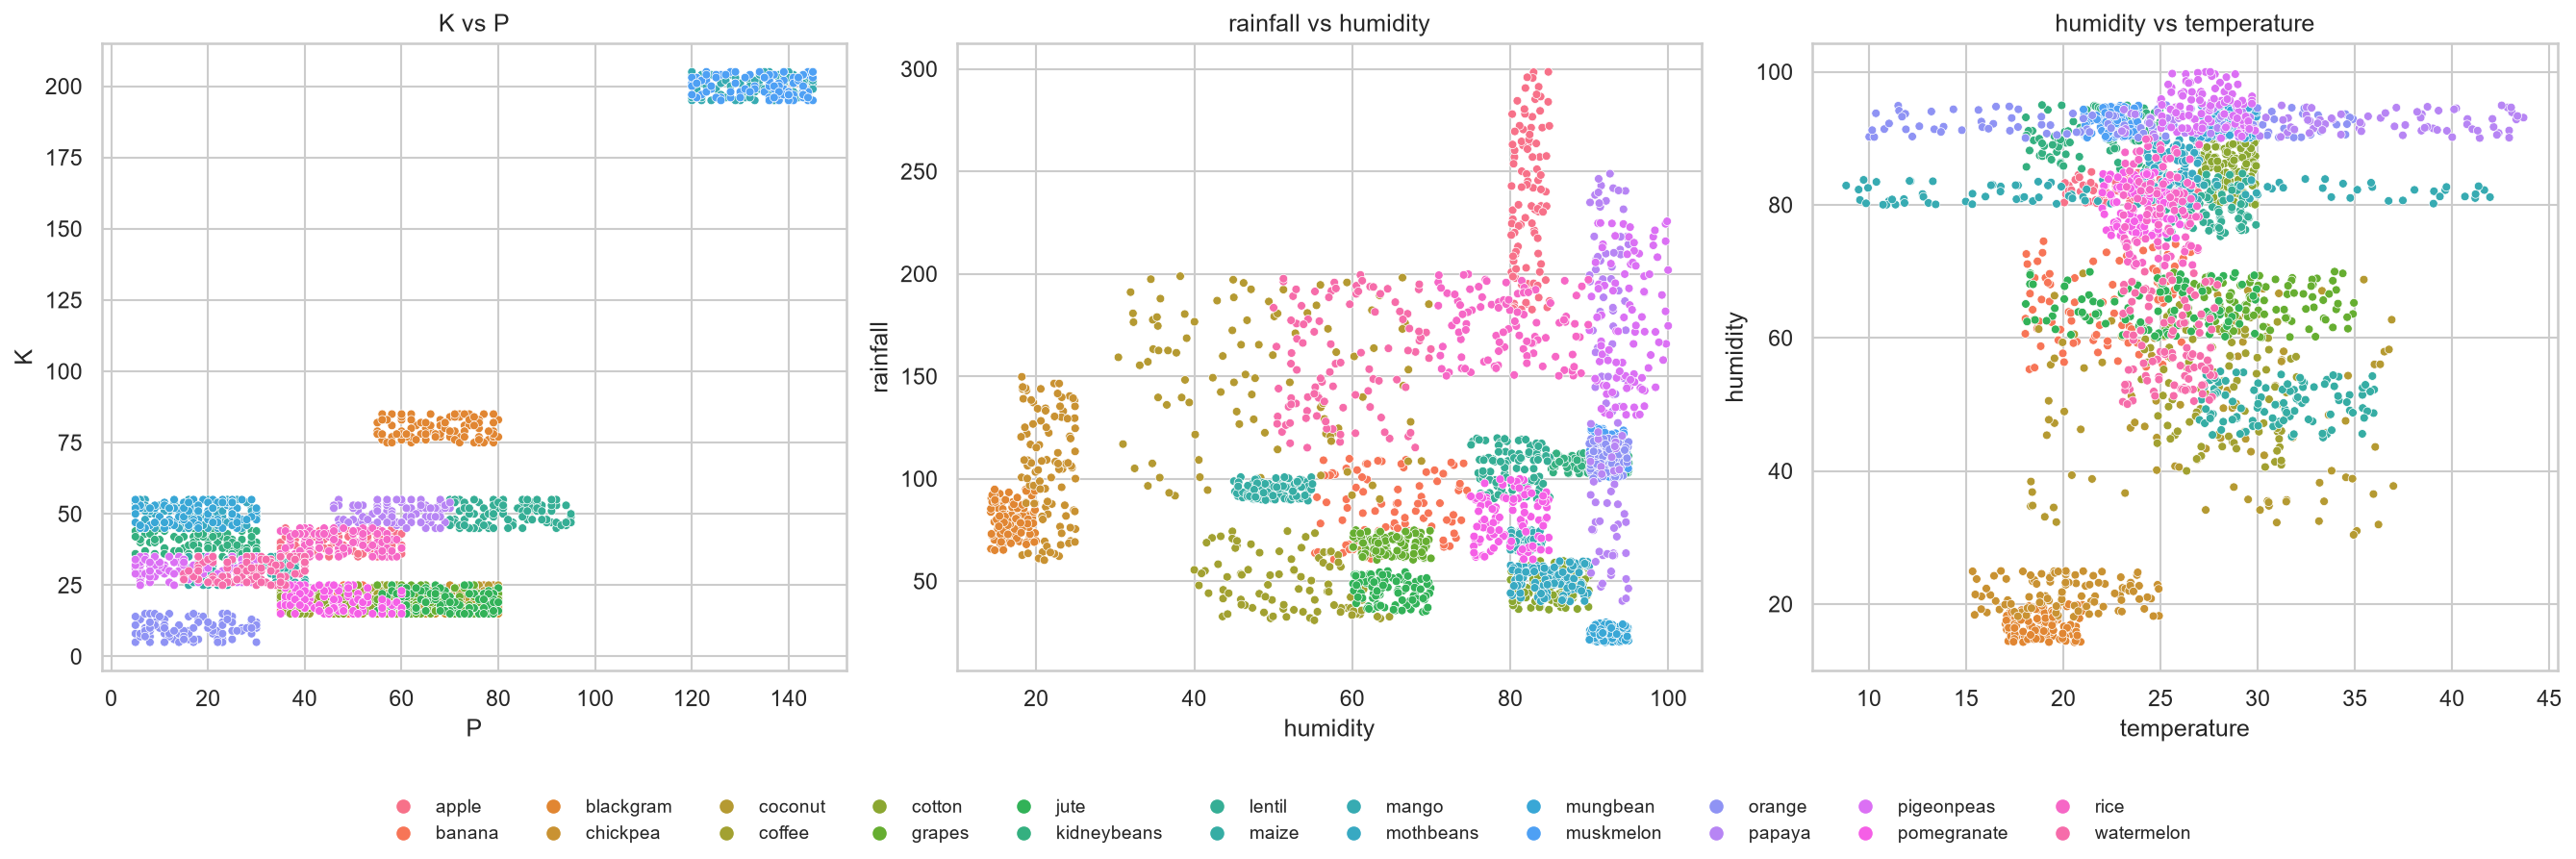 K vs P
rainfall vs humidity
humidity vs temperature
200
175
150
125
100
75
50
25
0
K
0 20 40 60 80 100 120 140
P
300
250
200
150
100
50
rainfall
20 40 60 80 100
humidity
100
80
60
40
20
humidity
10 15 20 25 30 35 40 45
temperature
apple blackgram coconut cotton jute lentil mango mungbean orange pigeonpeas rice
banana chickpea coffee grapes kidneybeans maize mothbeans muskmelon papaya pomegranate watermelon